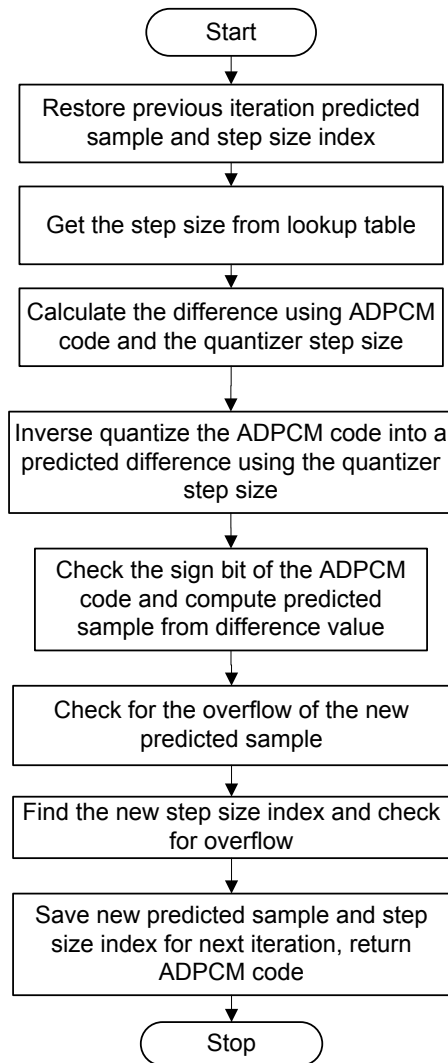 Start
Restore previous iteration predicted
sample and step size index
Get the step size from lookup table
Calculate the difference using ADPCM
code and the quantizer step size
Inverse quantize the ADPCM code into a
predicted difference using the quantizer
step size
Check the sign bit of the ADPCM
code and compute predicted
sample from difference value
Check for the overflow of the new
predicted sample
Find the new step size index and check
for overflow
Save new predicted sample and step
size index for next iteration, return
ADPCM code
Stop